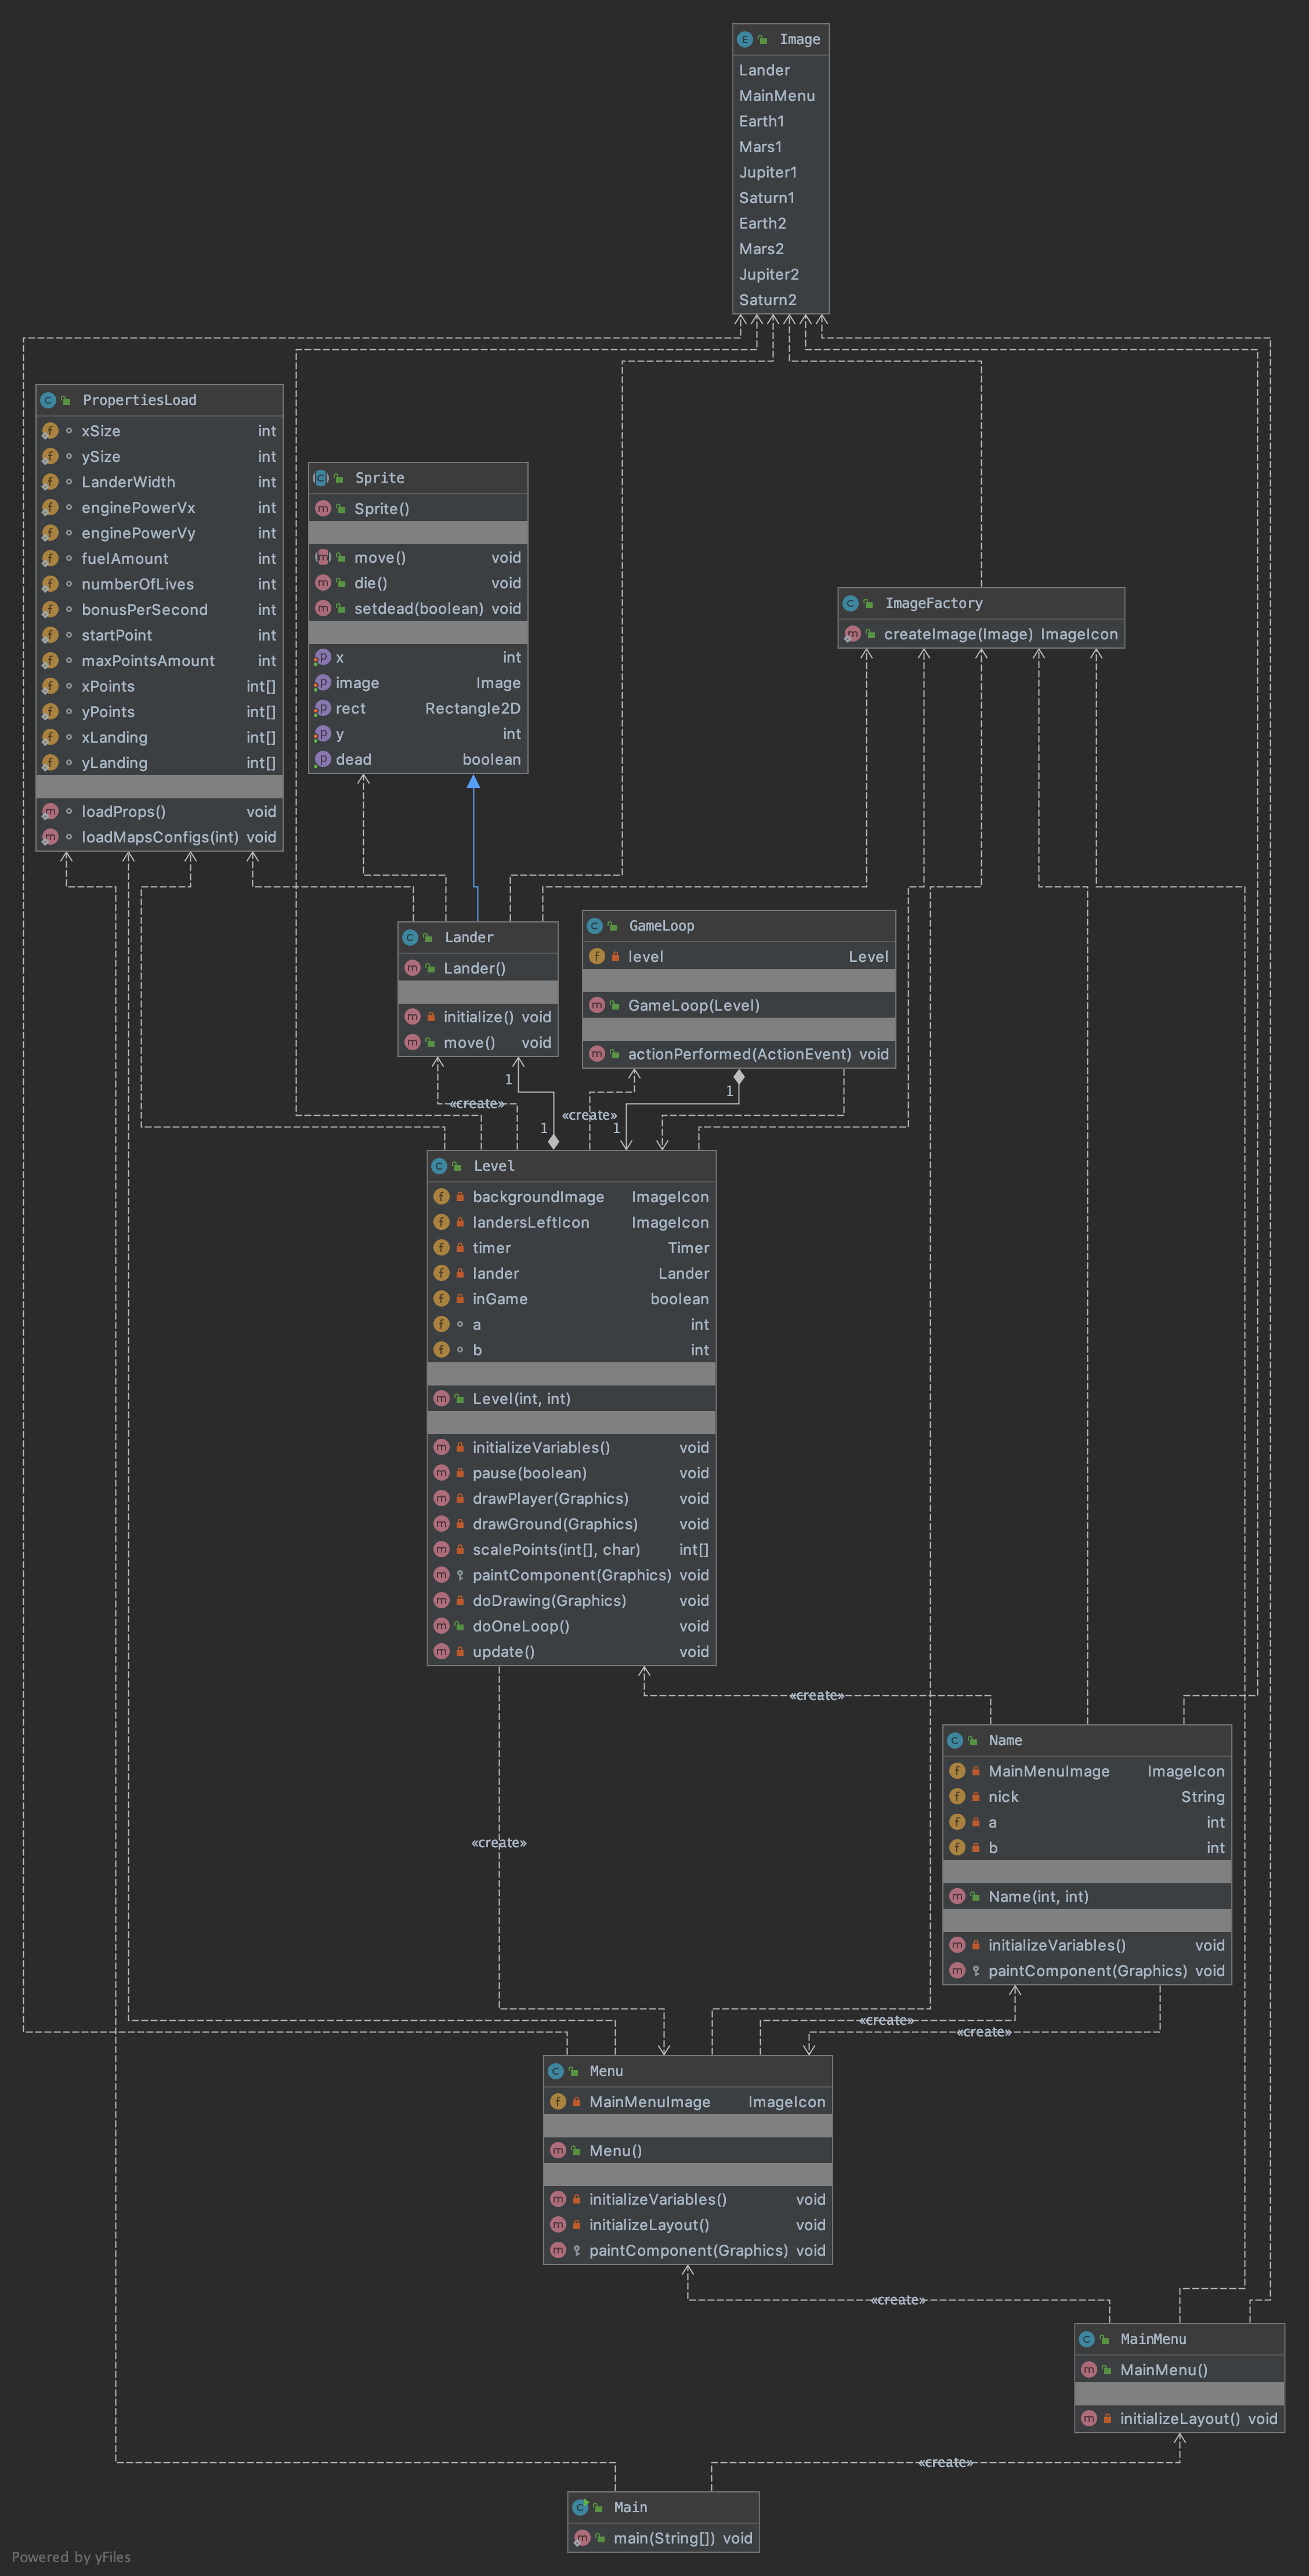 Image
Lander
MainMenu
Earth1
Mars1
Jupiter1
Saturn1
Earth2
Mars2
Jupiter2
Saturn2
PropertiesLoad
xSize int
ySize int
LanderWidth int
enginePowerVx int
enginePowerVy int
fuelAmount int
numberOfLives int
bonusPerSecond int
startPoint int
maxPointsAmount int
xPoints int[]
yPoints int[]
xLanding int[]
yLanding int[]
loadProps() void
loadMapsConfigs(int) void
Sprite
Sprite()
move() void
die() void
setdead(boolean) void
x int
image Image
rect Rectangle2D
y int
dead boolean
ImageFactory
createImage(Image) ImageIcon
Lander
Lander()
initialize() void
move() void
GameLoop
level Level
GameLoop(Level)
actionPerformed(ActionEvent) void
1
1
«create»
«create»
1
1
Level
backgroundImage ImageIcon
landersLeftIcon ImageIcon
timer Timer
lander Lander
inGame boolean
a int
b int
Level(int, int)
initializeVariables() void
pause(boolean) void
drawPlayer(Graphics) void
drawGround(Graphics) void
scalePoints(int[], char) int[]
paintComponent(Graphics) void
doDrawing(Graphics) void
doOneLoop() void
update() void
«create»
Name
MainMenuImage ImageIcon
nick String
a int
b int
Name(int, int)
initializeVariables() void
paintComponent(Graphics) void
«create»
«create»
«create»
Menu
MainMenuImage ImageIcon
Menu()
initializeVariables() void
initializeLayout() void
paintComponent(Graphics) void
«create»
MainMenu
MainMenu()
initializeLayout() void
«create»
Main
main(String[]) void
Powered by yFiles